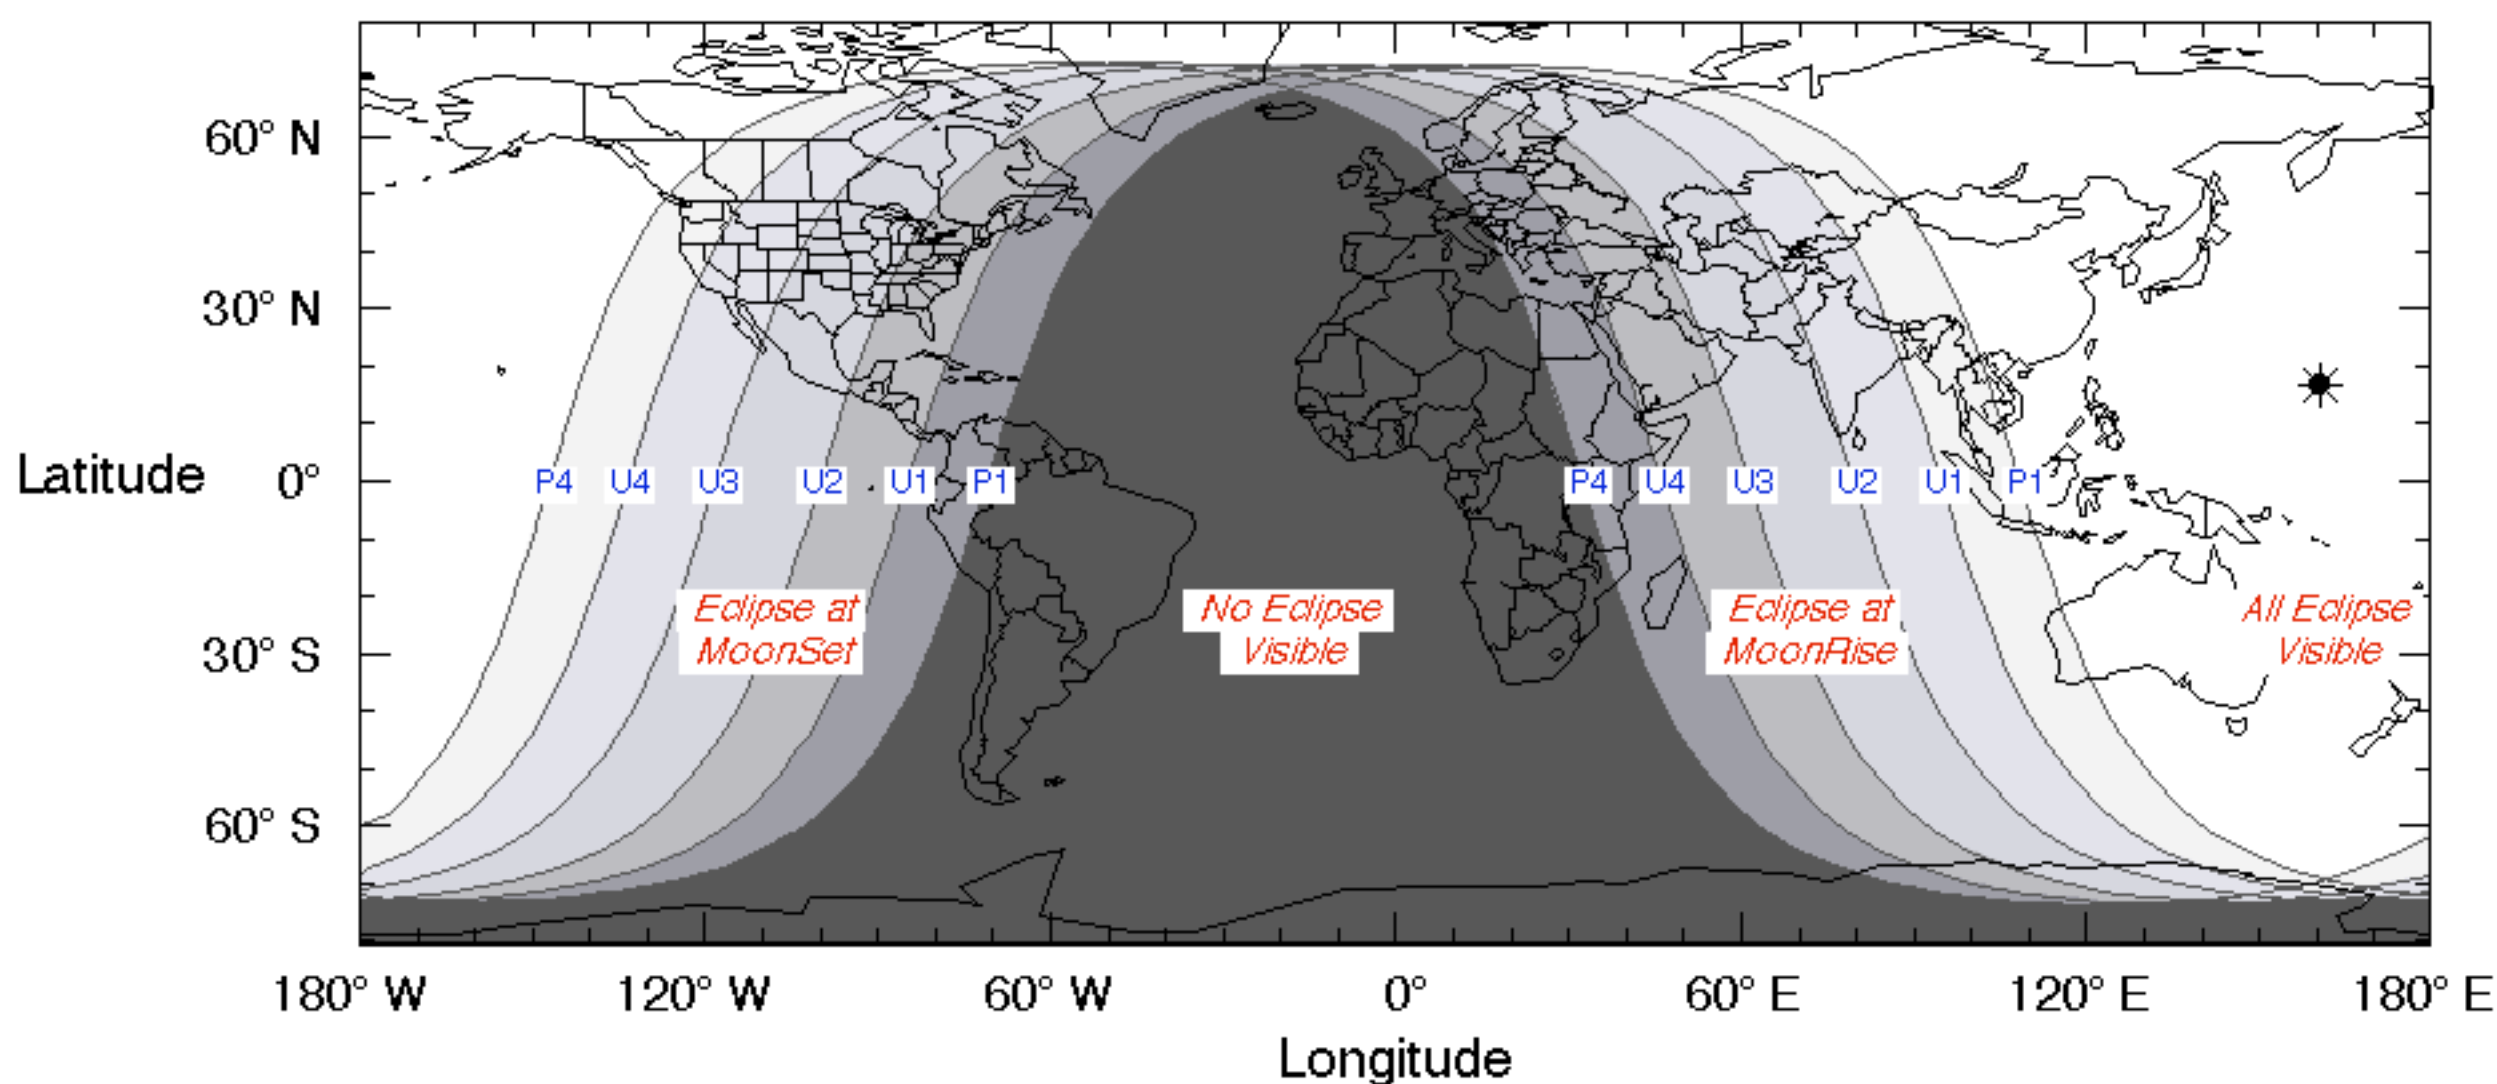 60° N
30° N
Latitude 0°
P4 U4 U3 U2 U1 P1 P4 U4 U3 U2 U1 P1
Eclipse at
MoonSet
No Eclipse
Visible
Eclipse at
MoonRise
All Eclipse
Visible
30° S
60° S
180° W 120° W 60° W 0° 60° E 120° E 180° E
Longitude